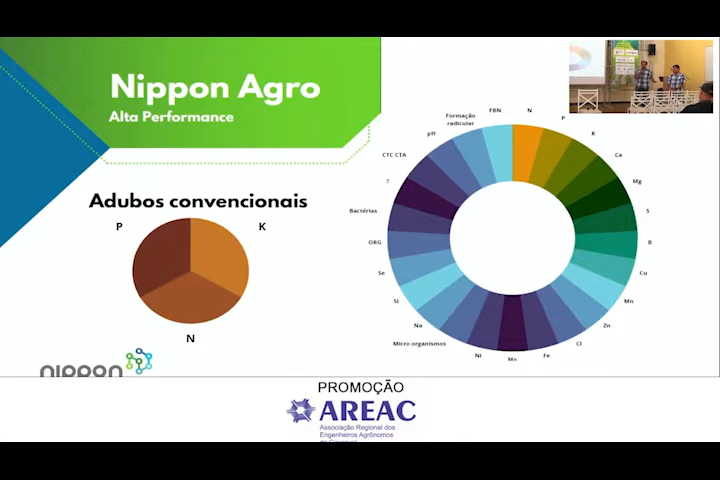 Nippon Agro
Alta Performance
Adubos convencionais
P
K
N
FBN
N
P
K
Ca
Mg
S
B
Cu
Mn
Zn
Cl
Fe
Mn
Ni
Micro organismos
Na
Si
Se
ORG
Bactérias
?
CTC CTA
pH
Formação
radicular
nippon
PROMOÇÃO
AREAC
Associação Regional dos
Engenheiros Agrônomos